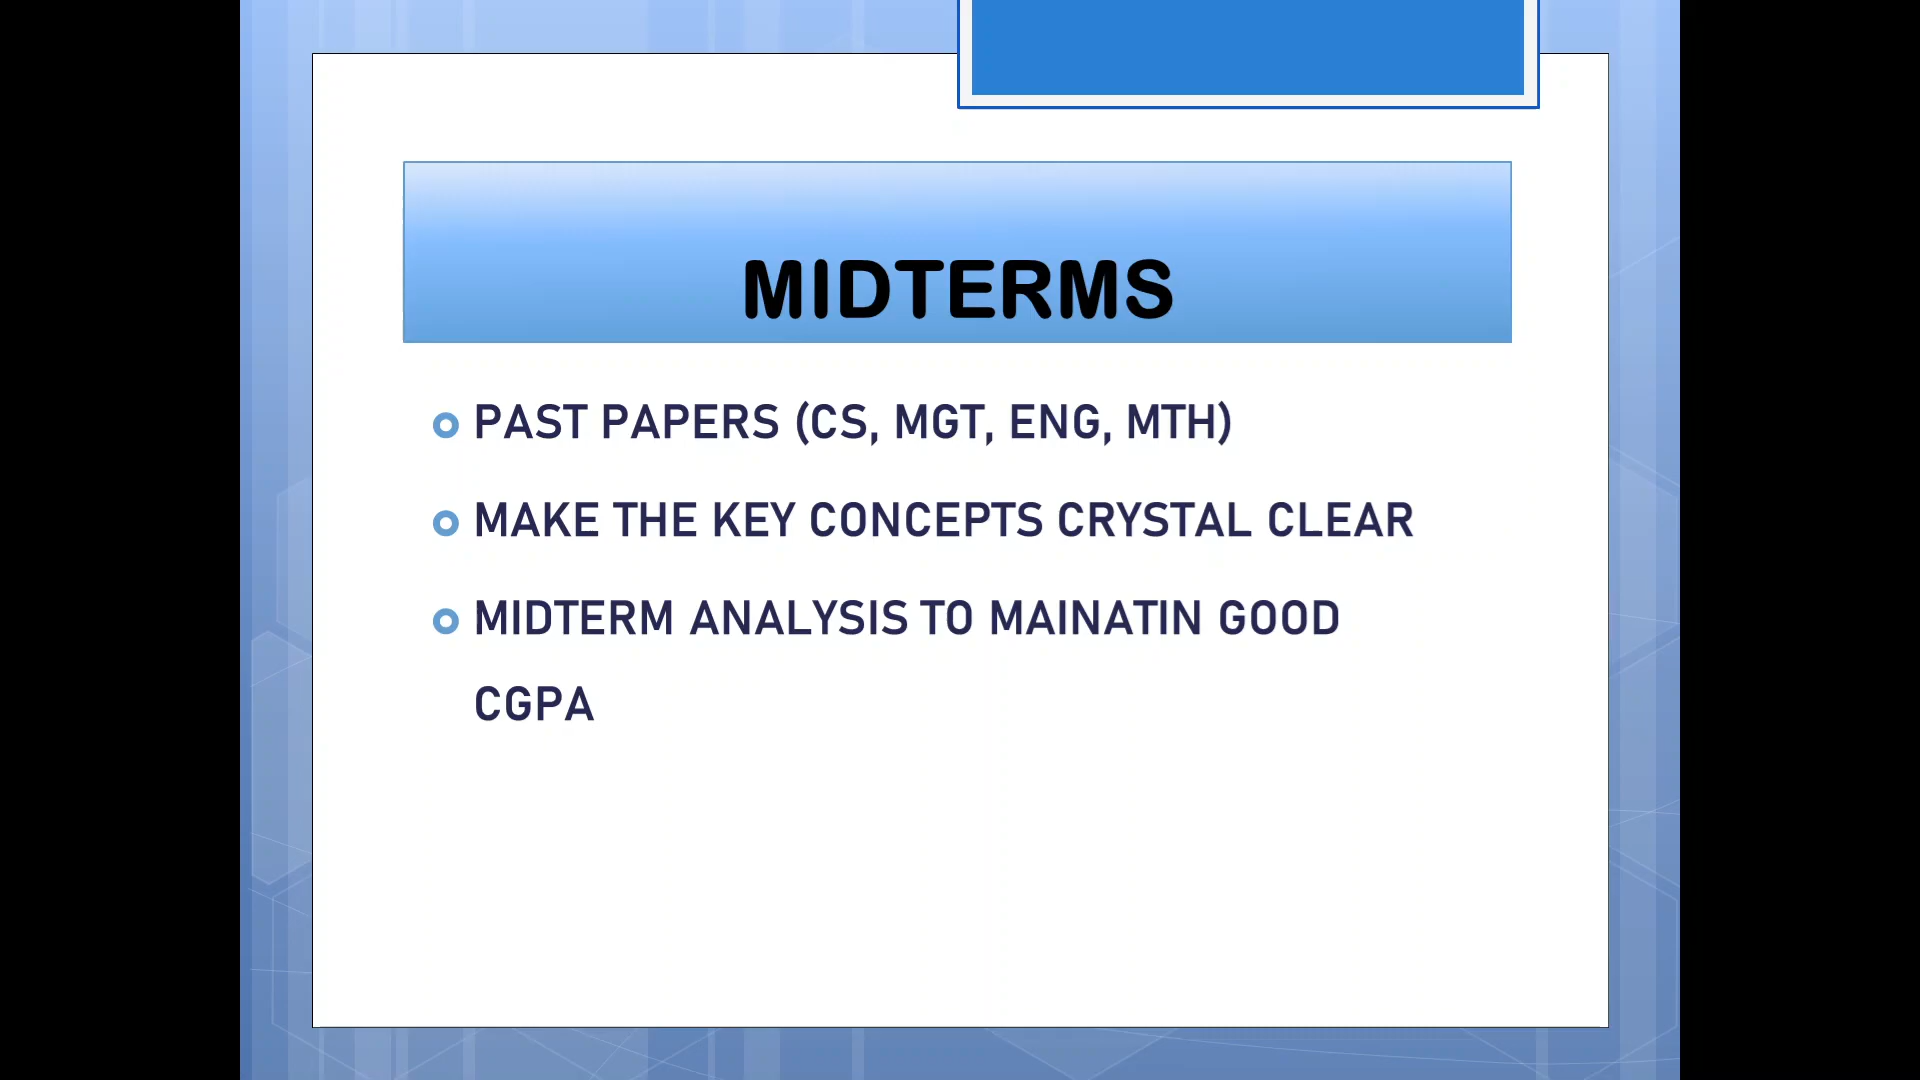 MIDTERMS
PAST PAPERS (CS, MGT, ENG, MTH)
MAKE THE KEY CONCEPTS CRYSTAL CLEAR
MIDTERM ANALYSIS TO MAINATIN GOOD
CGPA